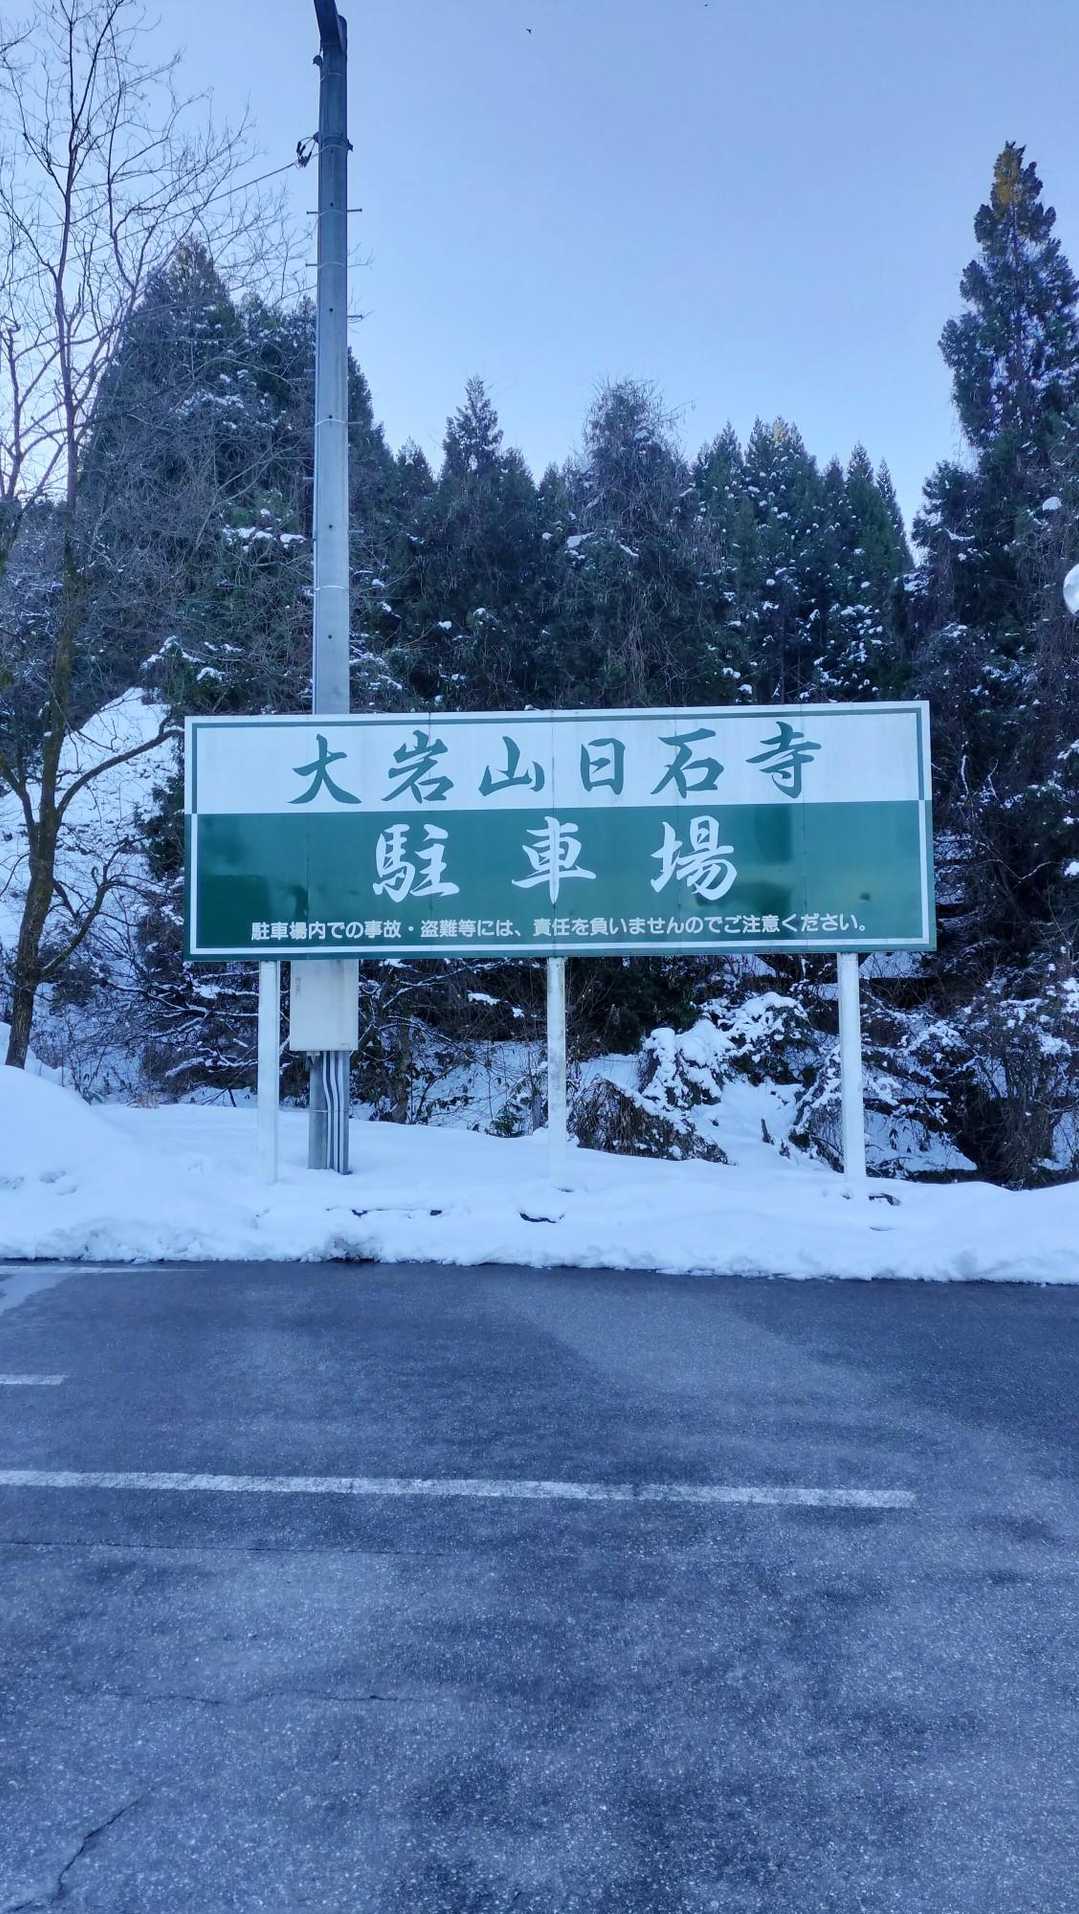 大岩山日石寺
駐車場
駐車場内での事故・盗難等には、責任を負いませんのでご注意ください。